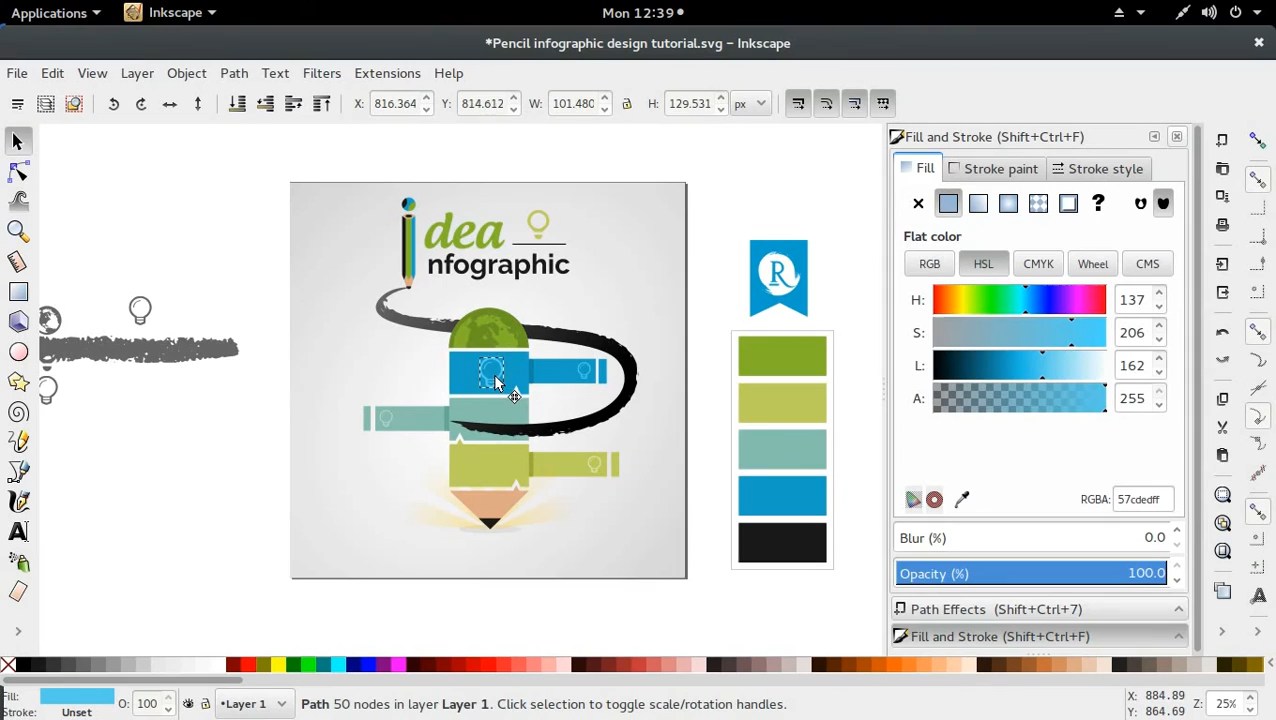 Applications
Inkscape
Mon 12:39
*Pencil infographic design tutorial.svg – Inkscape
File Edit View Layer Object Path Text Filters Extensions Help
X: 816.364 Y: 814.612 W: 101.480 H: 129.531 px
Fill and Stroke (Shift+Ctrl+F)
Fill Stroke paint Stroke style
?
Flat color
RGB HSL CMYK Wheel CMS
H: 137
S: 206
L: 162
A: 255
RGBA: 57cdedff
Blur (%) 0.0
Opacity (%) 100.0
Path Effects (Shift+Ctrl+7)
Fill and Stroke (Shift+Ctrl+F)
idea
nfographic
R
A
Fill:
Stroke: Unset
O: 100
•Layer 1
Path 50 nodes in layer Layer 1. Click selection to toggle scale/rotation handles.
X: 884.89
Y: 864.69
Z: 25%